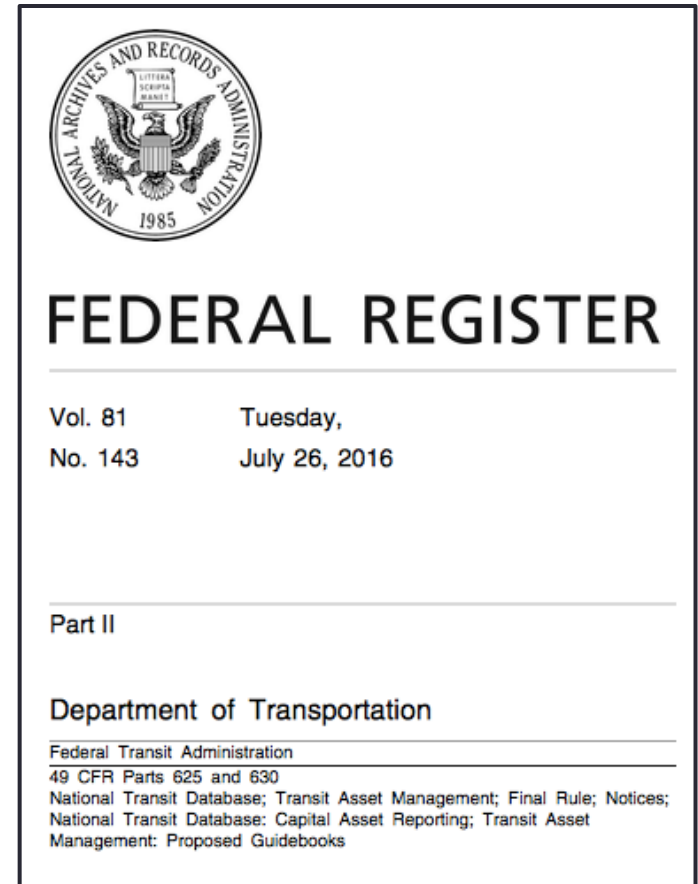 NATIONAL ARCHIVES AND RECORDS ADMINISTRATION
LITTERA
SCRIPTA
MANET
1985
FEDERAL REGISTER
Vol. 81 Tuesday,
No. 143 July 26, 2016
Part II
Department of Transportation
Federal Transit Administration
49 CFR Parts 625 and 630
National Transit Database; Transit Asset Management; Final Rule; Notices;
National Transit Database: Capital Asset Reporting; Transit Asset
Management: Proposed Guidebooks